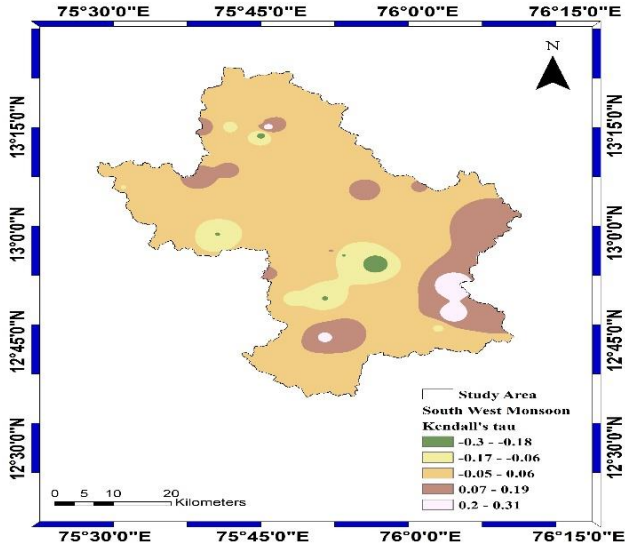 75°30'0"E 75°45'0"E 76°0'0"E 76°15'0"E
N
13°15'0"N 13°15'0"N
13°0'0"N 13°0'0"N
12°45'0"N 12°45'0"N
12°30'0"N 12°30'0"N
Study Area
South West Monsoon
Kendall's tau
-0.3 - -0.18
-0.17 - -0.06
-0.05 - 0.06
0.07 - 0.19
0.2 - 0.31
0 5 10 20
Kilometers
75°30'0"E 75°45'0"E 76°0'0"E 76°15'0"E